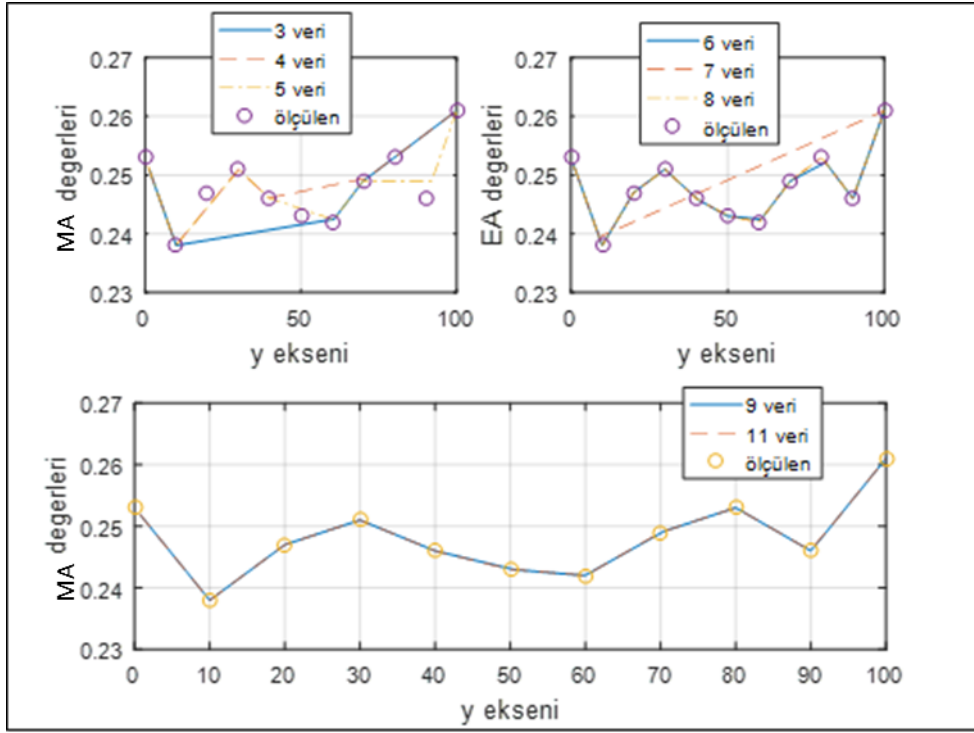 3 veri
4 veri
5 veri
ölçülen
0.27
0.26
0.25
0.24
0.23
MA degerleri
0 50 100
y ekseni
6 veri
7 veri
8 veri
ölçülen
0.27
0.26
0.25
0.24
0.23
EA degerleri
0 50 100
y ekseni
9 veri
11 veri
ölçülen
0.27
0.26
0.25
0.24
0.23
MA değerleri
0 10 20 30 40 50 60 70 80 90 100
y ekseni